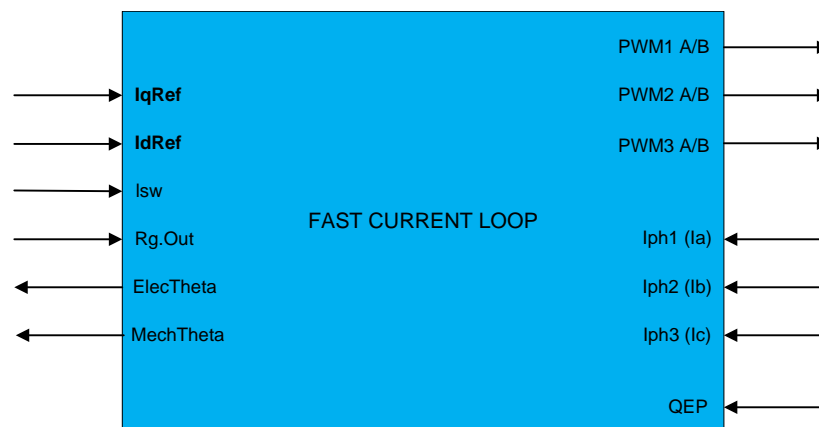 PWM1 A/B
IqRef
PWM2 A/B
IdRef
PWM3 A/B
Isw
FAST CURRENT LOOP
Rg.Out
Iph1 (Ia)
ElecTheta
Iph2 (Ib)
MechTheta
Iph3 (Ic)
QEP